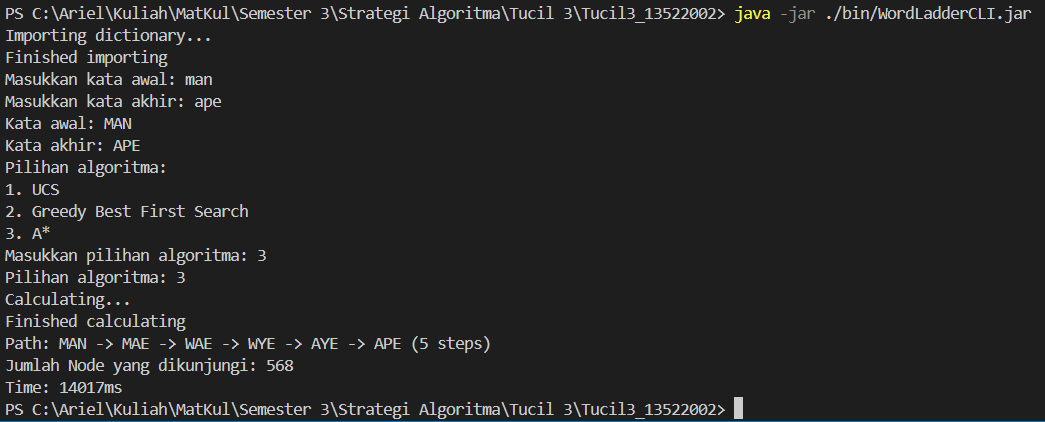 PS C:\Ariel\Kuliah\MatKul\Semester 3\Strategi Algoritma\Tucil 3\Tucil3_13522002> java -jar ./bin/WordLadderCLI.jar
Importing dictionary...
Finished importing
Masukkan kata awal: man
Masukkan kata akhir: ape
Kata awal: MAN
Kata akhir: APE
Pilihan algoritma:
1. UCS
2. Greedy Best First Search
3. A*
Masukkan pilihan algoritma: 3
Pilihan algoritma: 3
Calculating...
Finished calculating
Path: MAN -> MAE -> WAE -> WYE -> AYE -> APE (5 steps)
Jumlah Node yang dikunjungi: 568
Time: 14017ms
PS C:\Ariel\Kuliah\MatKul\Semester 3\Strategi Algoritma\Tucil 3\Tucil3_13522002>